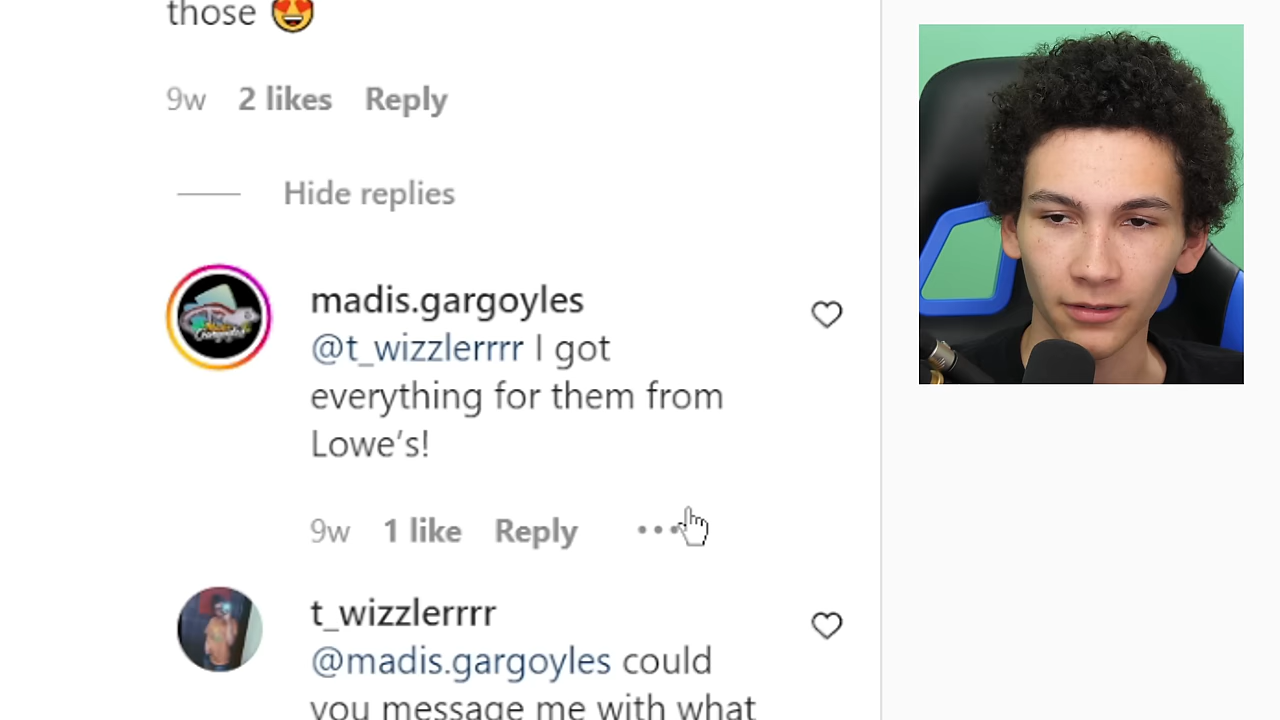 those 😍
9w 2 likes Reply
Hide replies
madis.gargoyles
@t_wizzlerrrr I got
everything for them from
Lowe’s!
9w 1 like Reply •••
t_wizzlerrrr
@madis.gargoyles could
you message me with what